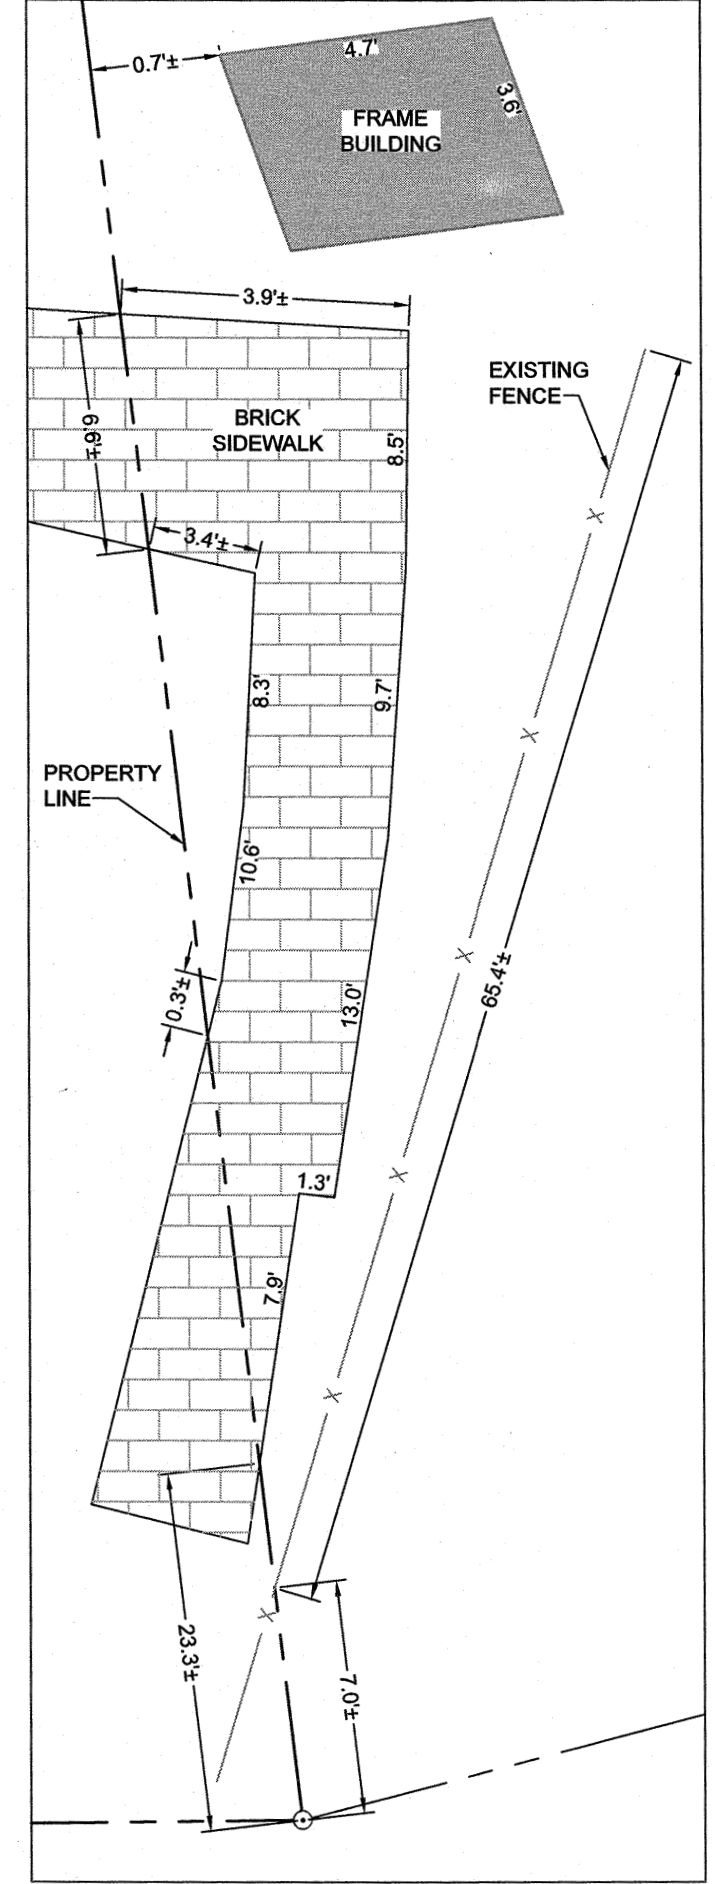 0.7'±
4.7'
3.6'
FRAME
BUILDING
3.9'±
6.6'±
BRICK
SIDEWALK
8.5'
EXISTING
FENCE
X
3.4'±
8.3'
9.7'
X
PROPERTY
LINE
10.6'
X
65.4'±
0.3'±
13.0'
X
1.3'
7.9'
X
X
23.3'±
7.0'±